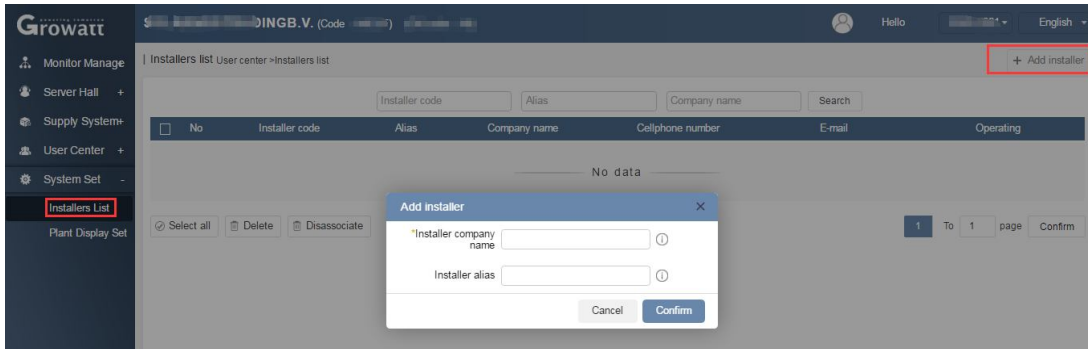 Growatt
DINGB.V. (Code
Hello
English
Monitor Manage
| Installers list User center >Installers list
+ Add installer
Server Hall +
Installer code Alias Company name Search
Supply System+
No Installer code Alias Company name Cellphone number E-mail Operating
User Center +
No data
System Set -
Installers List
Add installer ×
Plant Display Set
Select all Delete Disassociate
*Installer company
name
1 To 1 page Confirm
Installer alias
Cancel Confirm